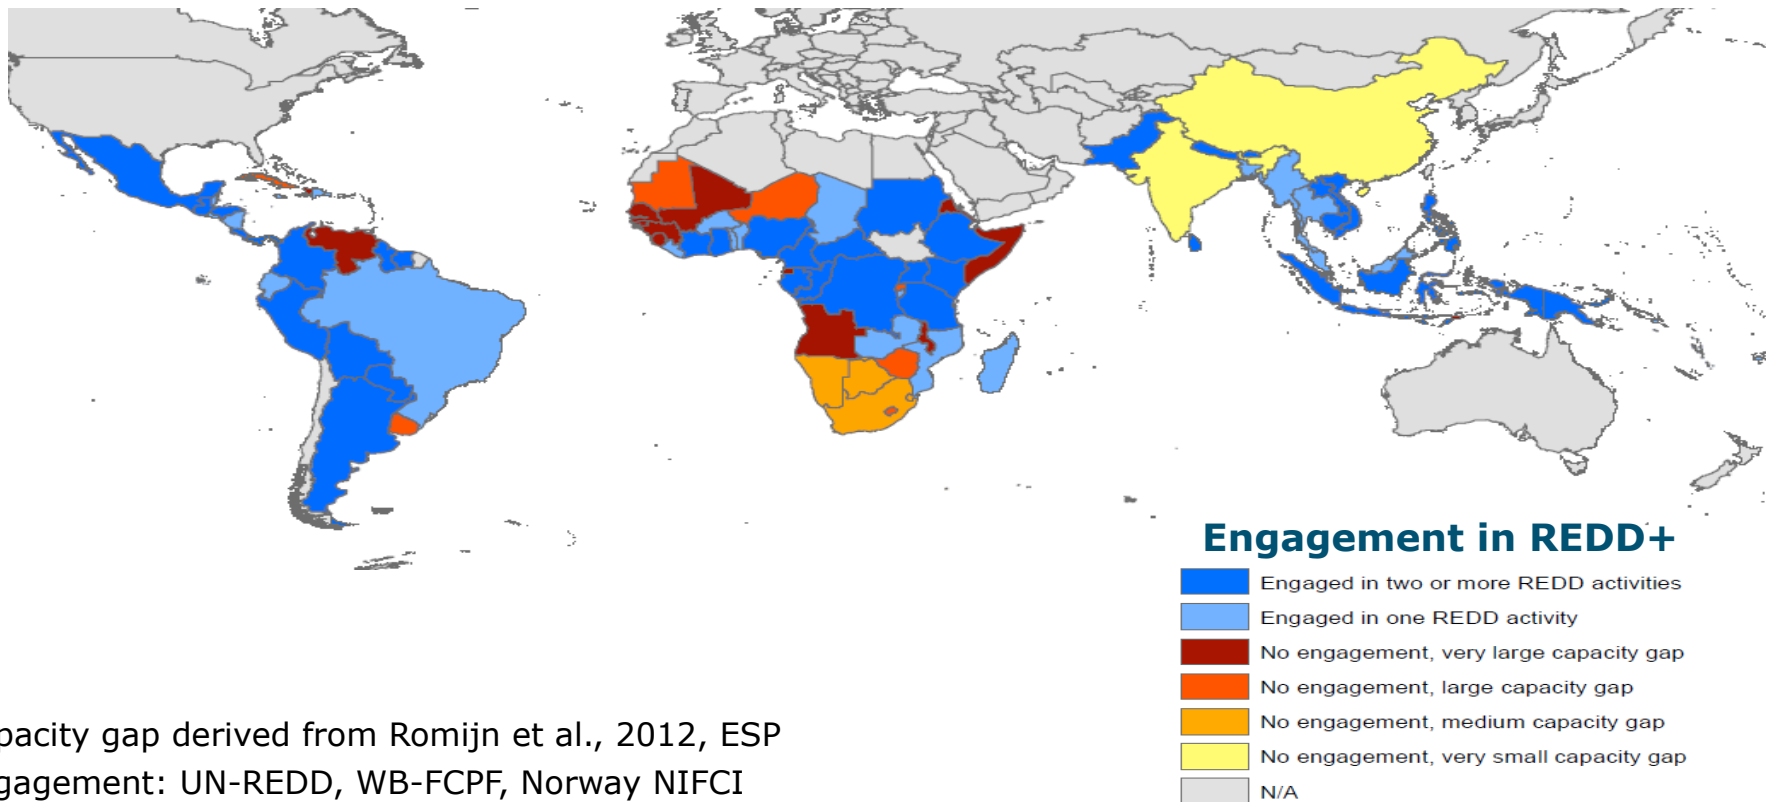 Engagement in REDD+
Engaged in two or more REDD activities
Engaged in one REDD activity
No engagement, very large capacity gap
No engagement, large capacity gap
No engagement, medium capacity gap
No engagement, very small capacity gap
N/A
pacity gap derived from Romijn et al., 2012, ESP
gagement: UN-REDD, WB-FCPF, Norway NIFCI